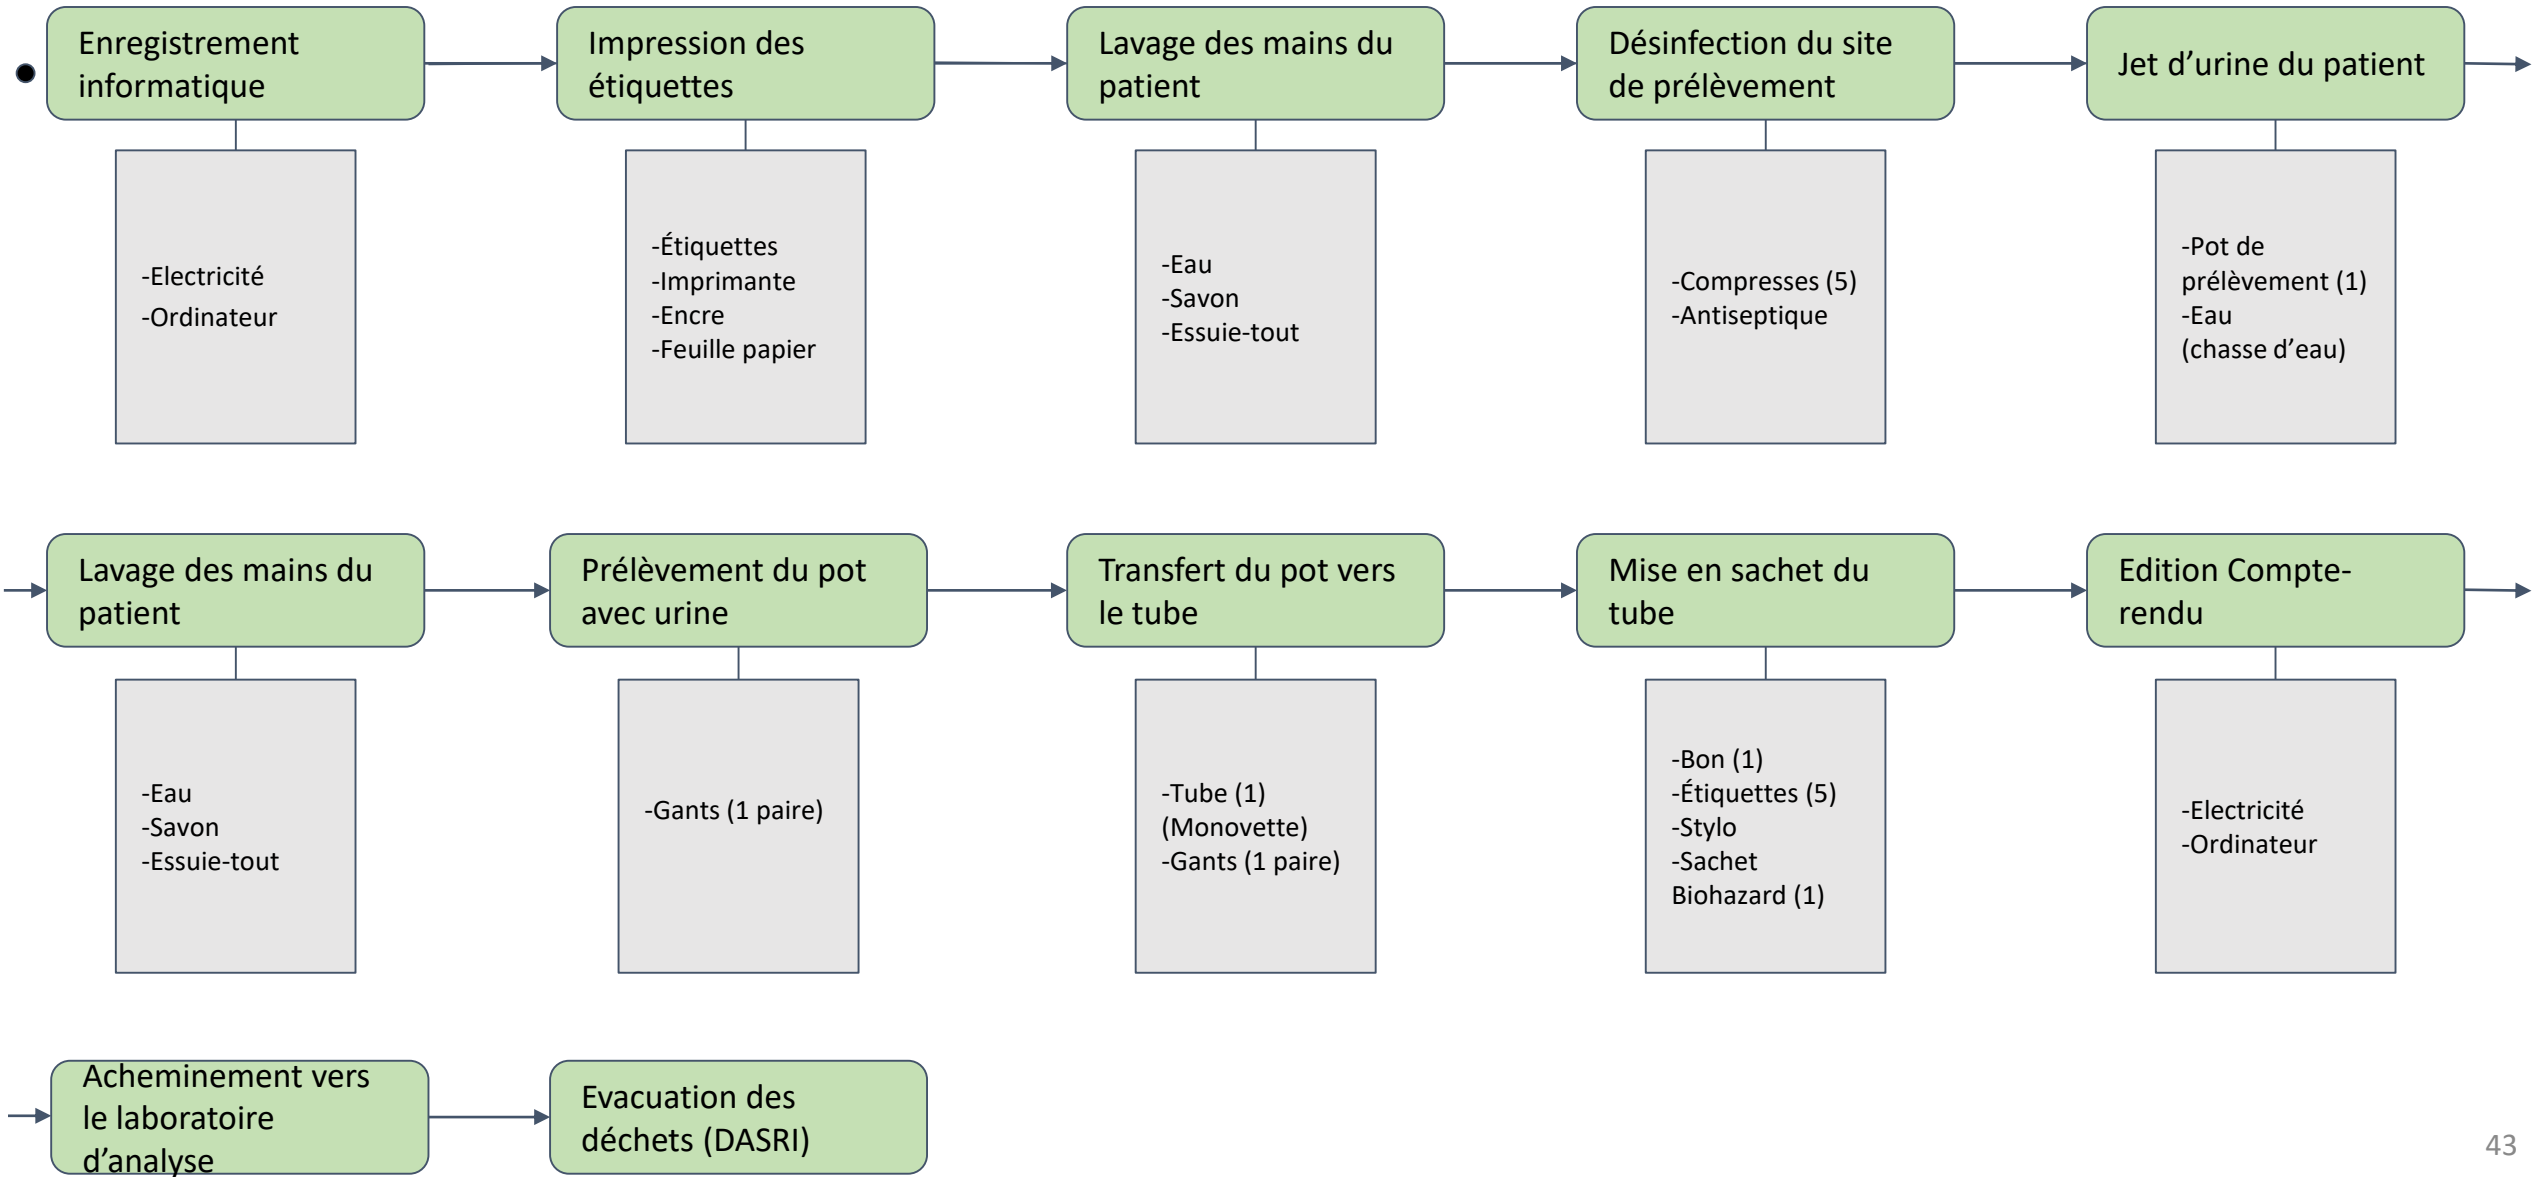 Enregistrement
informatique
Impression des
étiquettes
Lavage des mains du
patient
Désinfection du site
de prélèvement
Jet d’urine du patient
-Electricité
-Ordinateur
-Étiquettes
-Imprimante
-Encre
-Feuille papier
-Eau
-Savon
-Essuie-tout
-Compresses (5)
-Antiseptique
-Pot de
prélèvement (1)
-Eau
(chasse d’eau)
Lavage des mains du
patient
Prélèvement du pot
avec urine
Transfert du pot vers
le tube
Mise en sachet du
tube
Edition Compte-
rendu
-Eau
-Savon
-Essuie-tout
-Gants (1 paire)
-Tube (1)
(Monovette)
-Gants (1 paire)
-Bon (1)
-Étiquettes (5)
-Stylo
-Sachet
Biohazard (1)
-Electricité
-Ordinateur
Acheminement vers
le laboratoire
d’analyse
Evacuation des
déchets (DASRI)
43